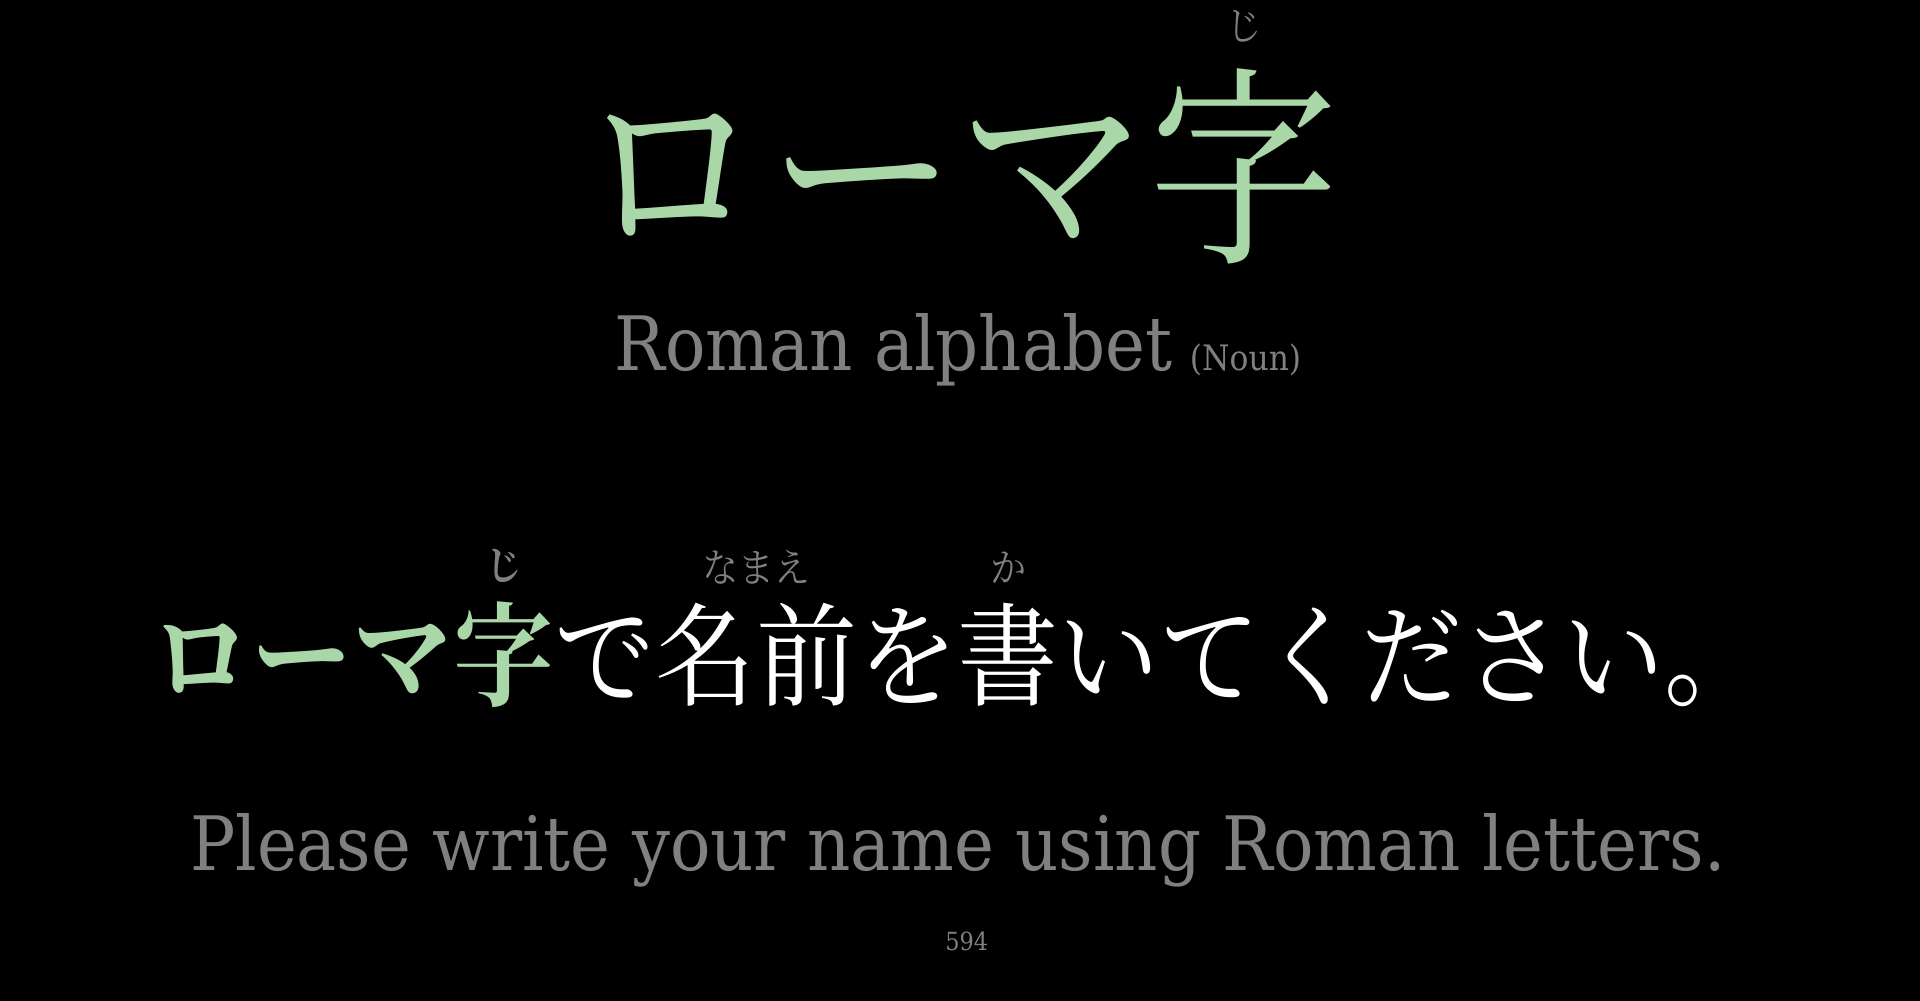 じ
ローマ字
Roman alphabet (Noun)
じ なまえ か
ローマ字で名前を書いてください。
Please write your name using Roman letters.
594